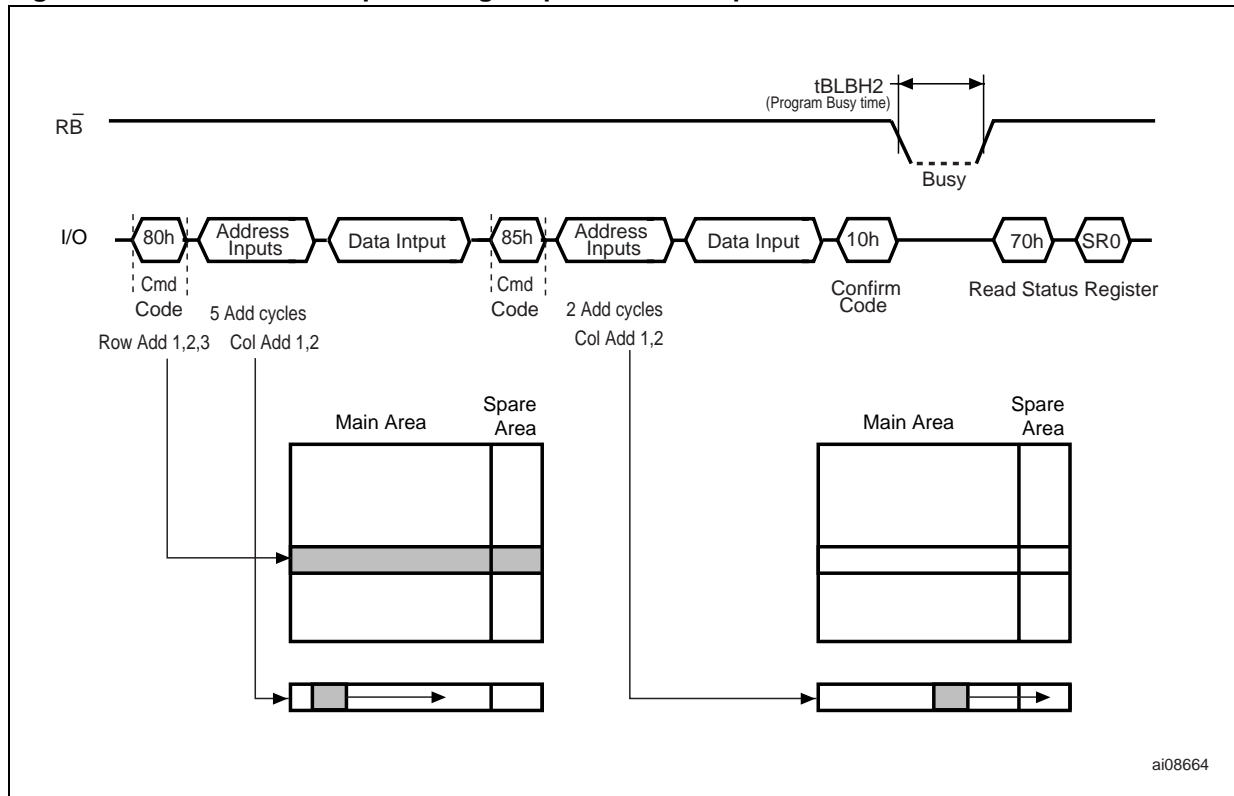 tBLBH2
(Program Busy time)
RB̅
Busy
I/O
80h
Address
Inputs
Data Intput
85h
Address
Inputs
Data Input
10h
70h
SR0
Cmd
Code
Cmd
Code
Confirm
Code
Read Status Register
5 Add cycles
2 Add cycles
Row Add 1,2,3
Col Add 1,2
Col Add 1,2
Main Area
Spare
Area
Main Area
Spare
Area
ai08664